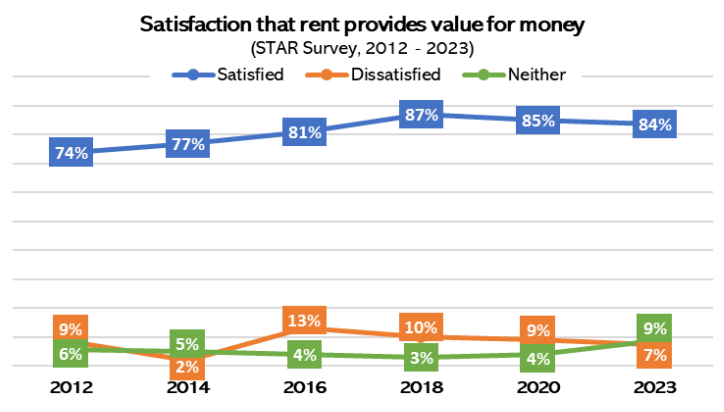 Satisfaction that rent provides value for money
(STAR Survey, 2012 - 2023)
Satisfied Dissatisfied Neither
74% 77% 81% 87% 85% 84%
9% 2% 13% 10% 9% 7%
6% 5% 4% 3% 4% 9%
2012 2014 2016 2018 2020 2023